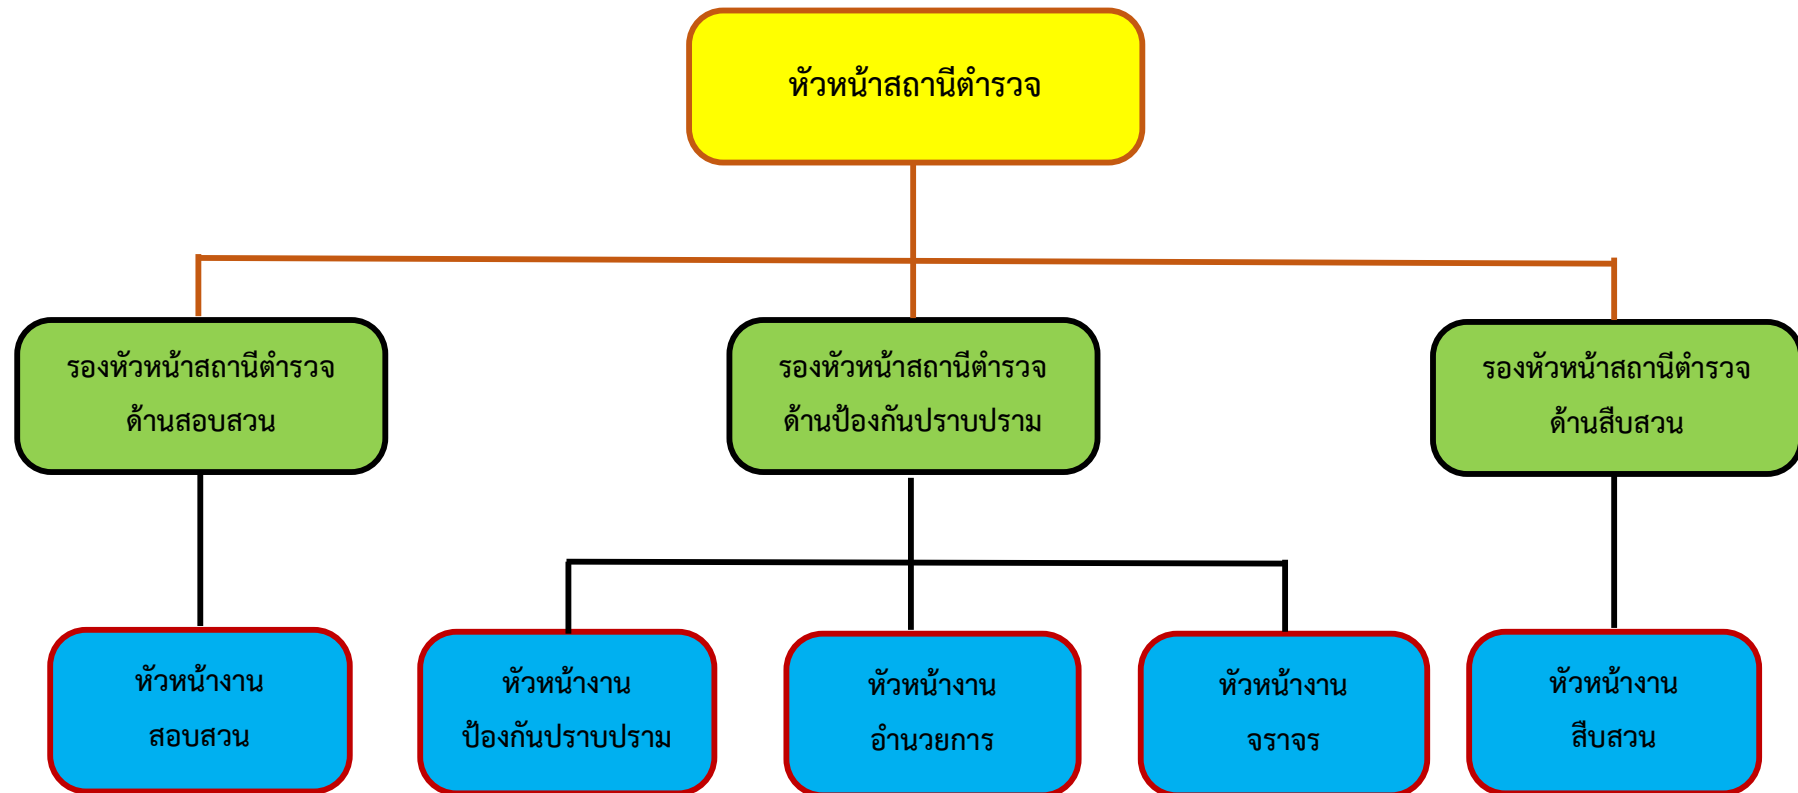 หัวหน้าสถานีตำรวจ
รองหัวหน้าสถานีตำรวจ
ด้านสอบสวน
รองหัวหน้าสถานีตำรวจ
ด้านป้องกันปราบปราม
รองหัวหน้าสถานีตำรวจ
ด้านสืบสวน
หัวหน้างาน
สอบสวน
หัวหน้างาน
ป้องกันปราบปราม
หัวหน้างาน
อำนวยการ
หัวหน้างาน
จราจร
หัวหน้างาน
สืบสวน